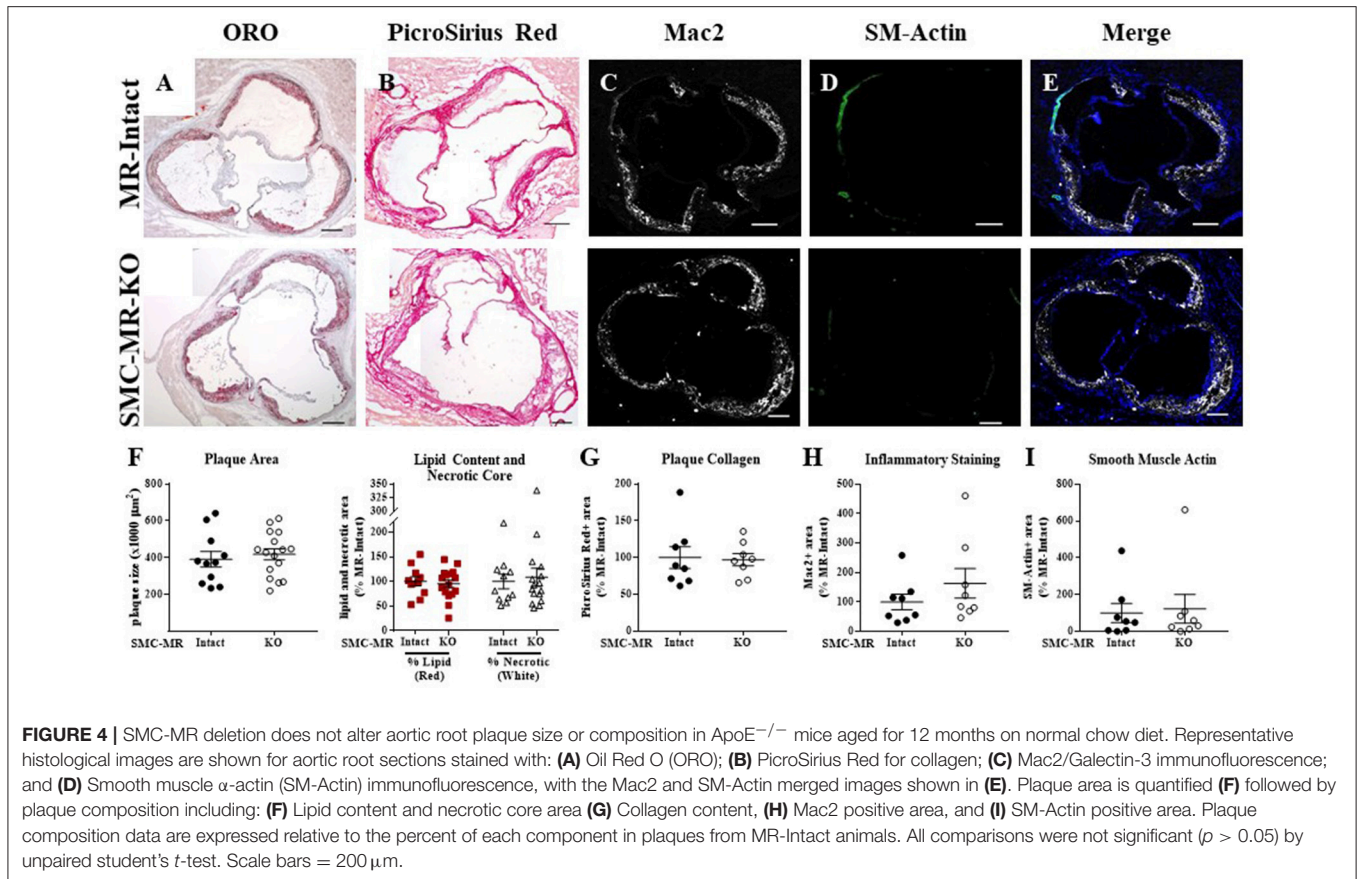 ORO PicroSirius Red Mac2 SM-Actin Merge
MR-Intact
A B C D E
SMC-MR-KO
F Plaque Area
plaque size (x1000 µm²)
800
600
400
200
0
SMC-MR Intact KO
Lipid Content and
Necrotic Core
lipid and necrotic area
(% MR-Intact)
350
325
200
150
100
50
0
SMC-MR Intact KO Intact KO
% Lipid % Necrotic
(Red) (White)
G Plaque Collagen
PicroSirius Red+ area
(% MR-Intact)
200
150
100
50
0
SMC-MR Intact KO
H Inflammatory Staining
Mac2+ area
(% MR-Intact)
500
400
300
200
100
0
SMC-MR Intact KO
I Smooth Muscle Actin
SM-Actin+ area
(% MR-Intact)
800
600
400
200
0
SMC-MR Intact KO
FIGURE 4 | SMC-MR deletion does not alter aortic root plaque size or composition in ApoE−/− mice aged for 12 months on normal chow diet. Representative
histological images are shown for aortic root sections stained with: (A) Oil Red O (ORO); (B) PicroSirius Red for collagen; (C) Mac2/Galectin-3 immunofluorescence;
and (D) Smooth muscle α-actin (SM-Actin) immunofluorescence, with the Mac2 and SM-Actin merged images shown in (E). Plaque area is quantified (F) followed by
plaque composition including: (F) Lipid content and necrotic core area (G) Collagen content, (H) Mac2 positive area, and (I) SM-Actin positive area. Plaque
composition data are expressed relative to the percent of each component in plaques from MR-Intact animals. All comparisons were not significant (p > 0.05) by
unpaired student's t-test. Scale bars = 200 µm.